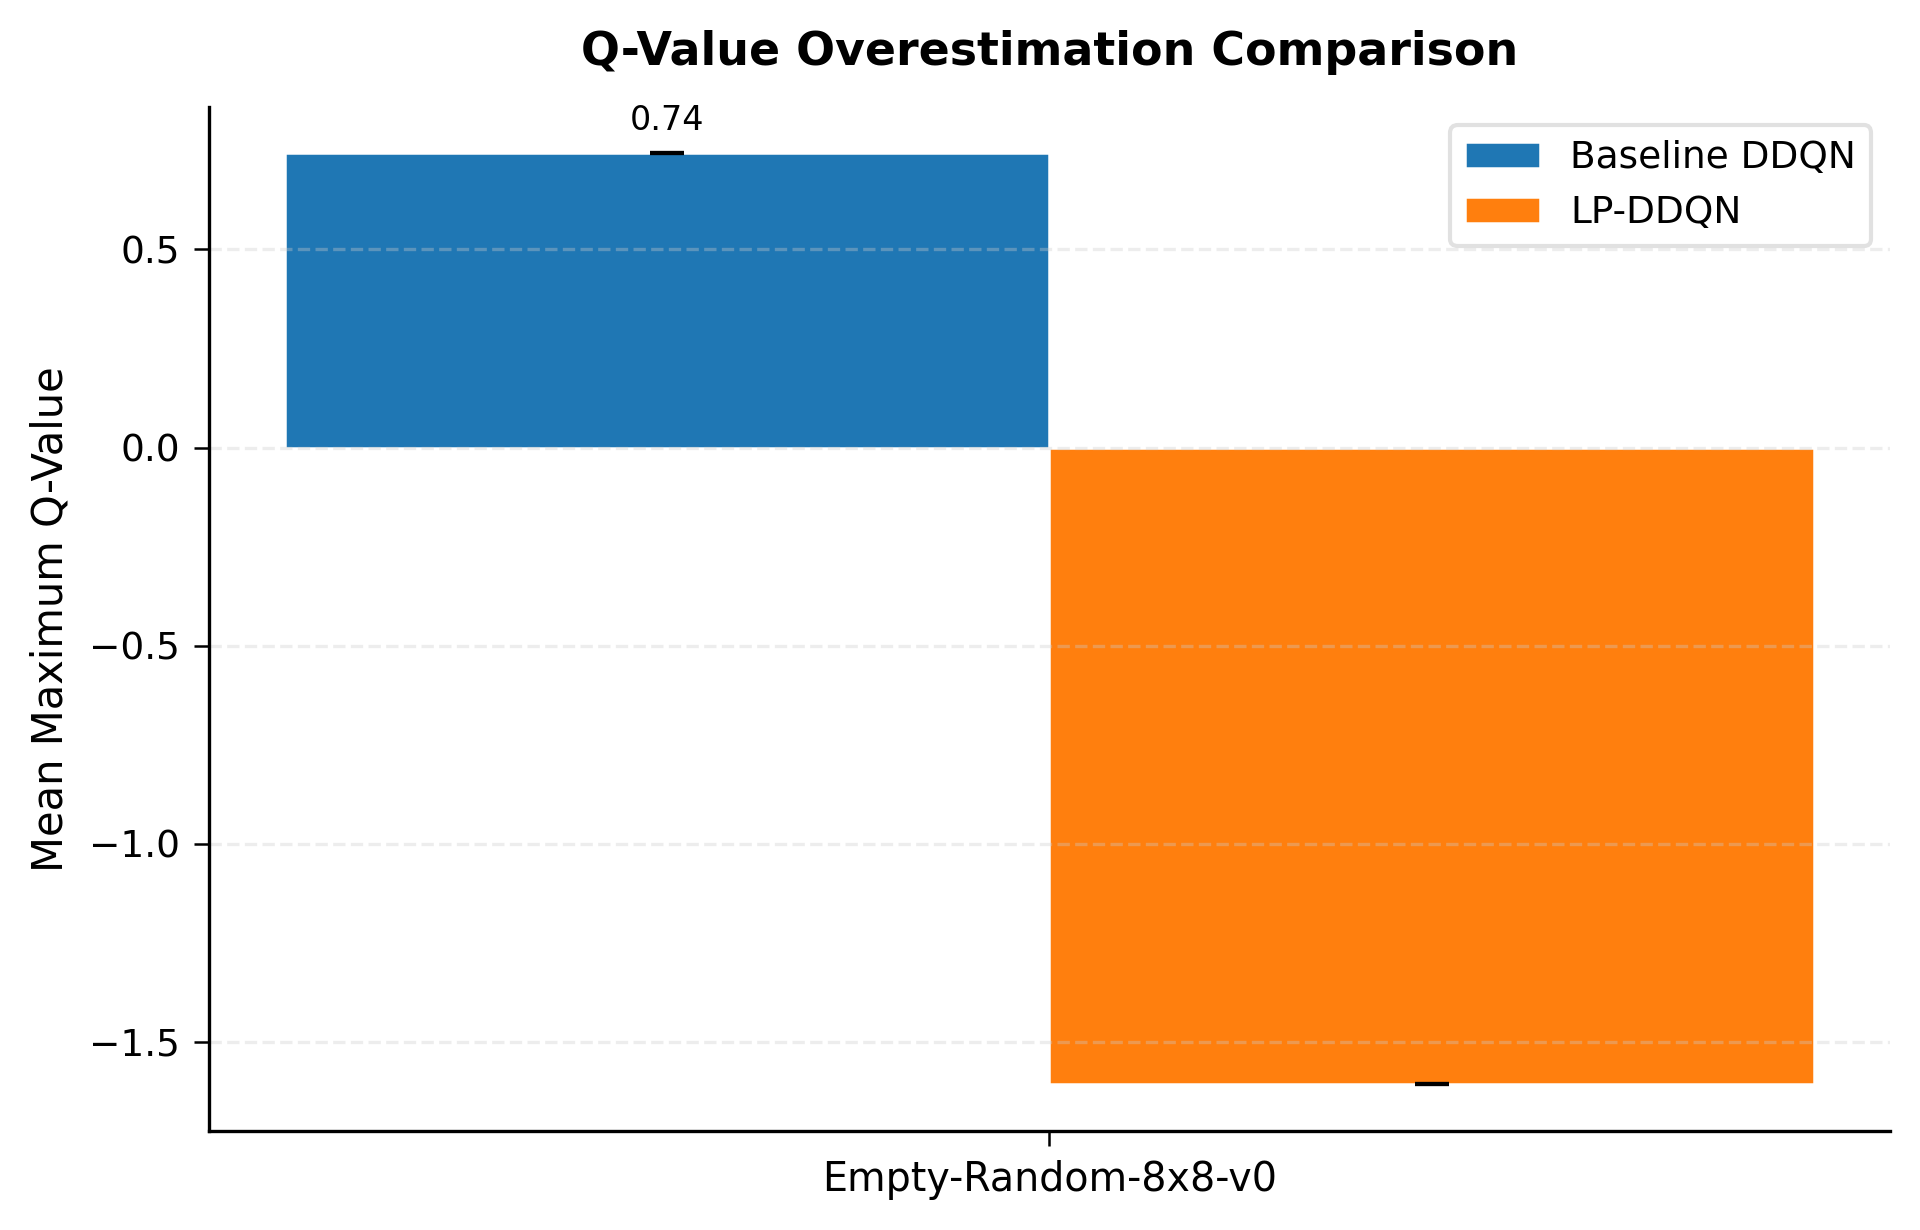 Q-Value Overestimation Comparison
0.74
Baseline DDQN
LP-DDQN
0.5
0.0
−0.5
−1.0
−1.5
Mean Maximum Q-Value
Empty-Random-8x8-v0